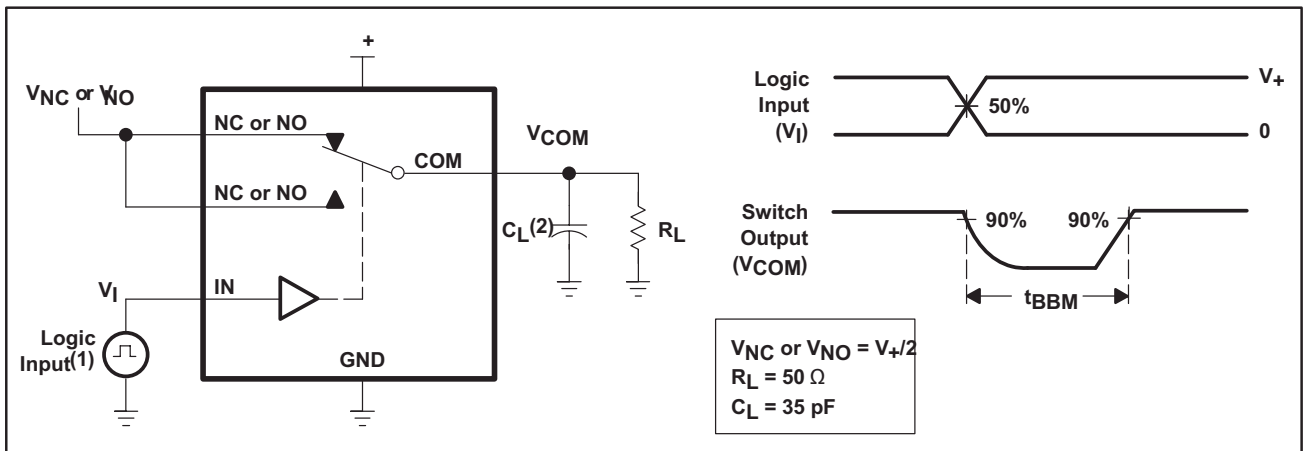 +
VNC or VNO
NC or NO
VCOM
COM
NC or NO
CL(2)
RL
VI
IN
Logic
Input(1)
GND
Logic
Input
(VI)
V+
50%
0
Switch
Output
(VCOM)
90%
90%
tBBM
VNC or VNO = V+/2
RL = 50 Ω
CL = 35 pF